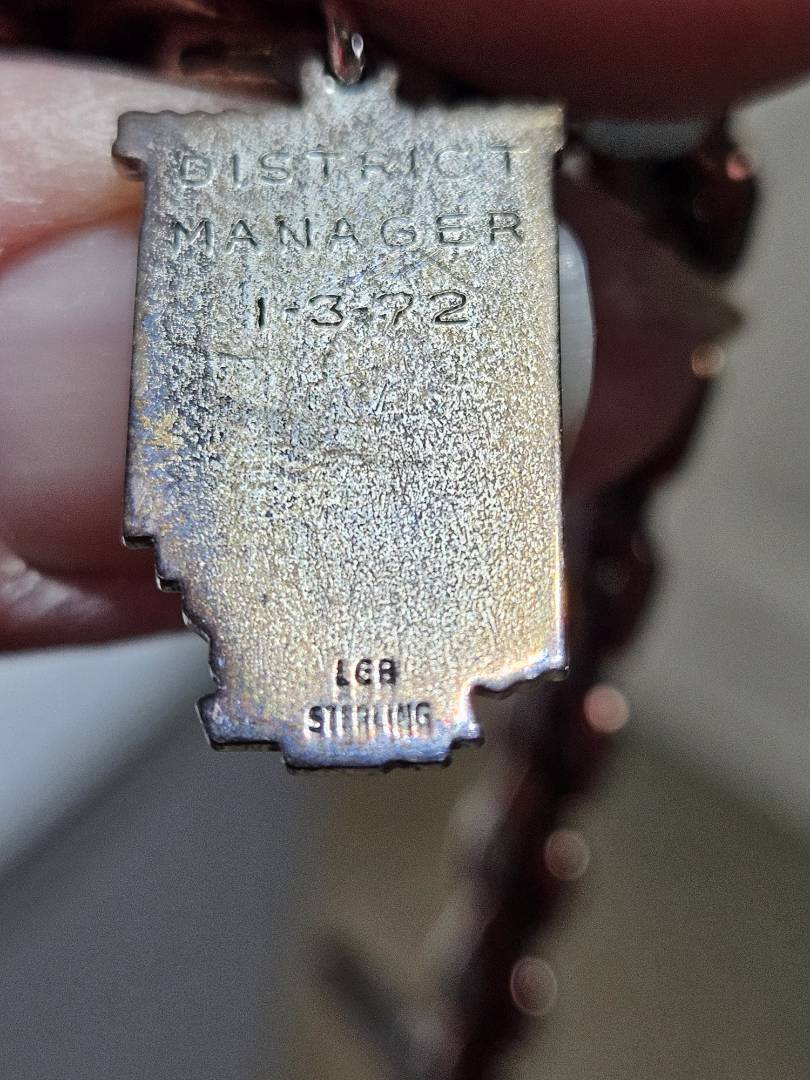 DISTRICT
MANAGER
1-3-72
LGB
STERLING